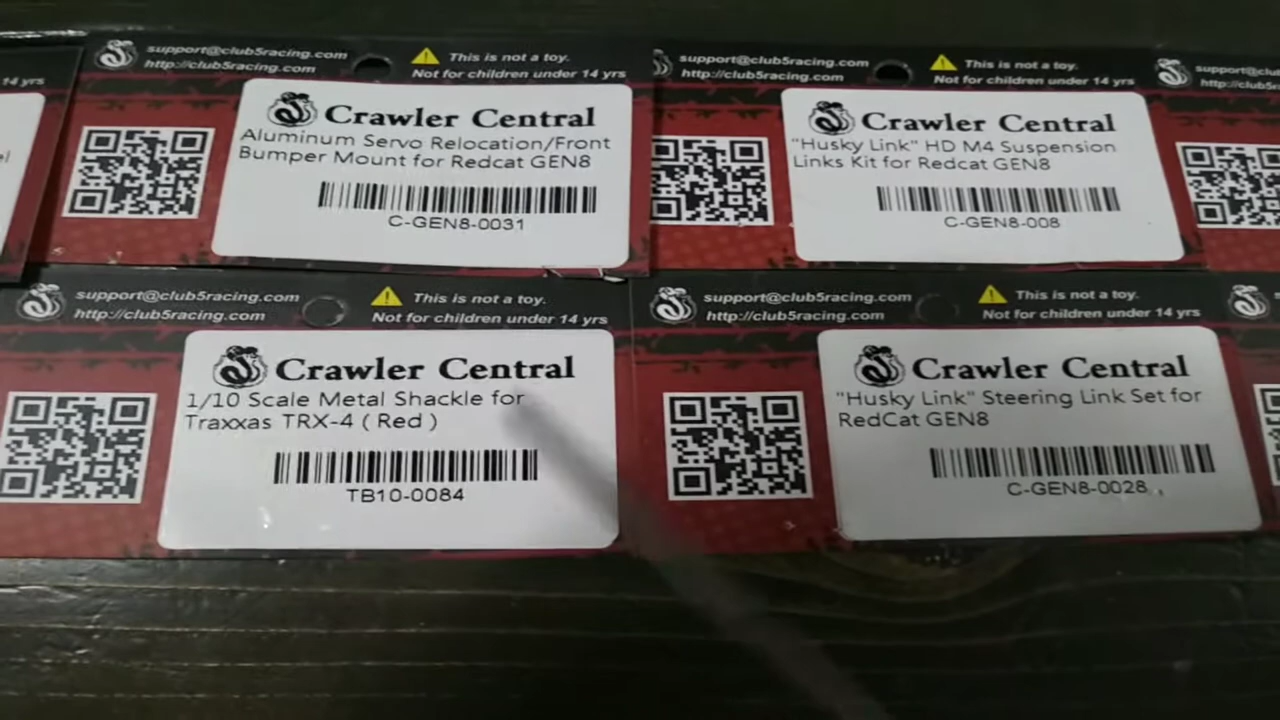 14 yrs
support@club5racing.com
http://club5racing.com
This is not a toy.
Not for children under 14 yrs
Crawler Central
Aluminum Servo Relocation/Front
Bumper Mount for Redcat GEN8
C-GEN8-0031
support@club5racing.com
http://club5racing.com
This is not a toy.
Not for children under 14 yrs
Crawler Central
"Husky Link" HD M4 Suspension
Links Kit for Redcat GEN8
C-GEN8-008
support@club5racing.com
http://club5racing.com
This is not a toy.
Not for children under 14 yrs
Crawler Central
1/10 Scale Metal Shackle for
Traxxas TRX-4 ( Red )
TB10-0084
support@club5racing.com
http://club5racing.com
This is not a toy.
Not for children under 14 yrs
Crawler Central
"Husky Link" Steering Link Set for
RedCat GEN8
C-GEN8-0028